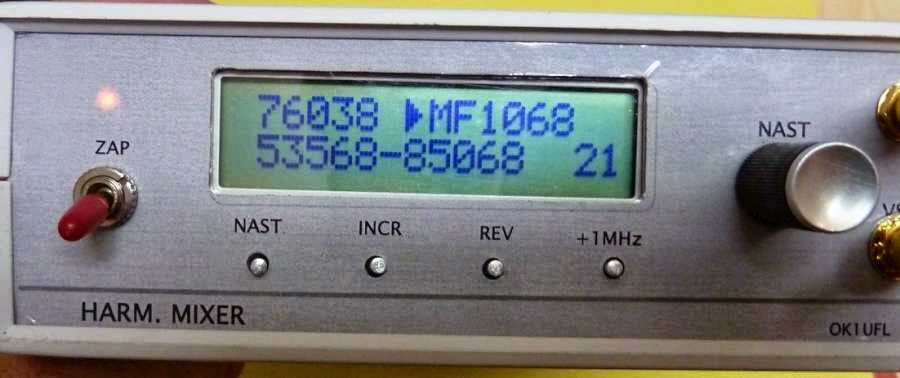 ZAP
76038 ▶MF1068
53568-85068 21
NAST
NAST. INCR REV +1MHz
HARM. MIXER
OK1UFL